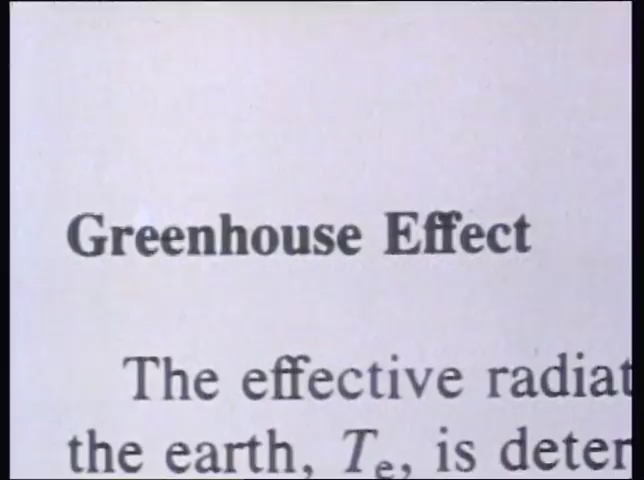 Greenhouse Effect
The effective radiat
the earth, Te, is deter